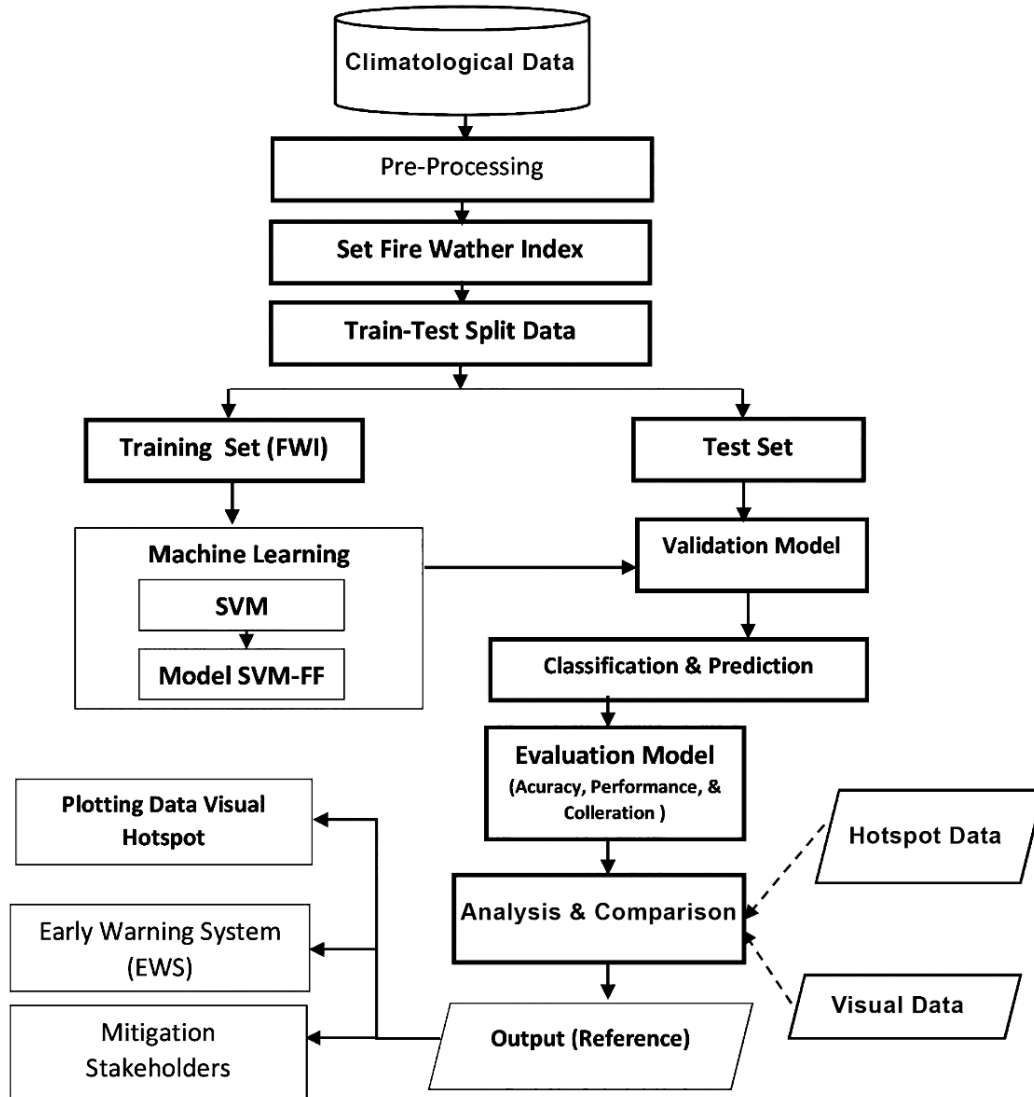 Climatological Data
Pre-Processing
Set Fire Wather Index
Train-Test Split Data
Training Set (FWI)
Test Set
Machine Learning
SVM
Model SVM-FF
Validation Model
Classification & Prediction
Evaluation Model
(Acuracy, Performance, &
Colleration )
Plotting Data Visual
Hotspot
Hotspot Data
Analysis & Comparison
Early Warning System
(EWS)
Visual Data
Output (Reference)
Mitigation
Stakeholders